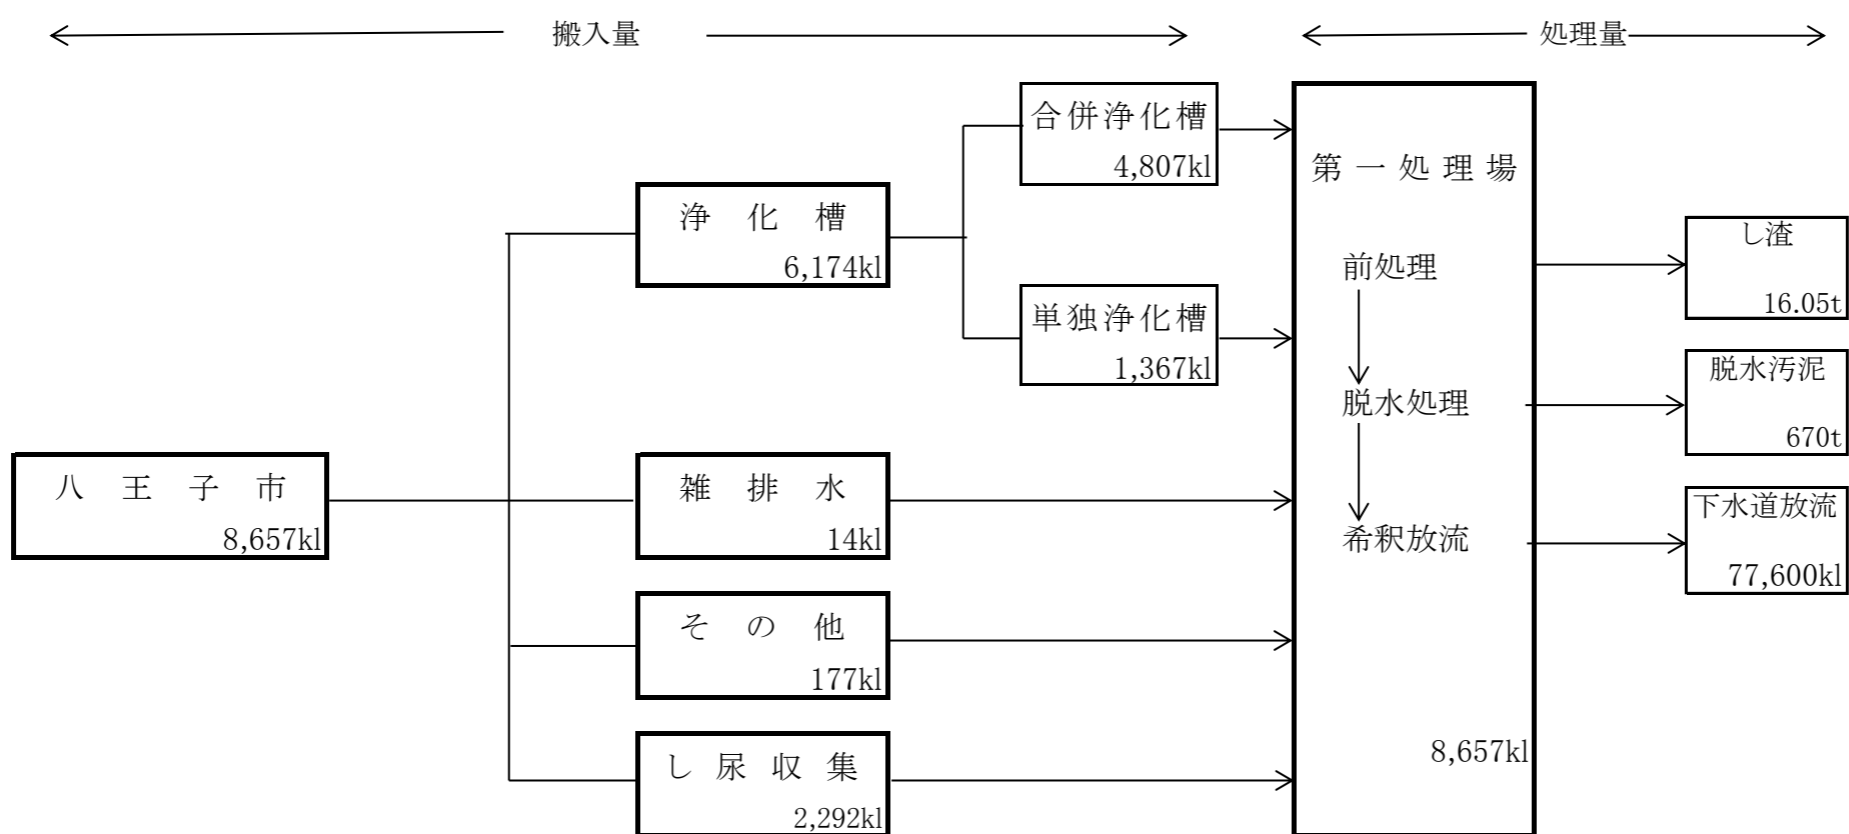 搬入量
処理量
合併浄化槽
4,807kl
第一処理場
浄化槽
6,174kl
し渣
16.05t
前処理
単独浄化槽
1,367kl
脱水汚泥
670t
脱水処理
八王子市
8,657kl
雑排水
14kl
下水道放流
77,600kl
希釈放流
その他
177kl
し尿収集
2,292kl
8,657kl